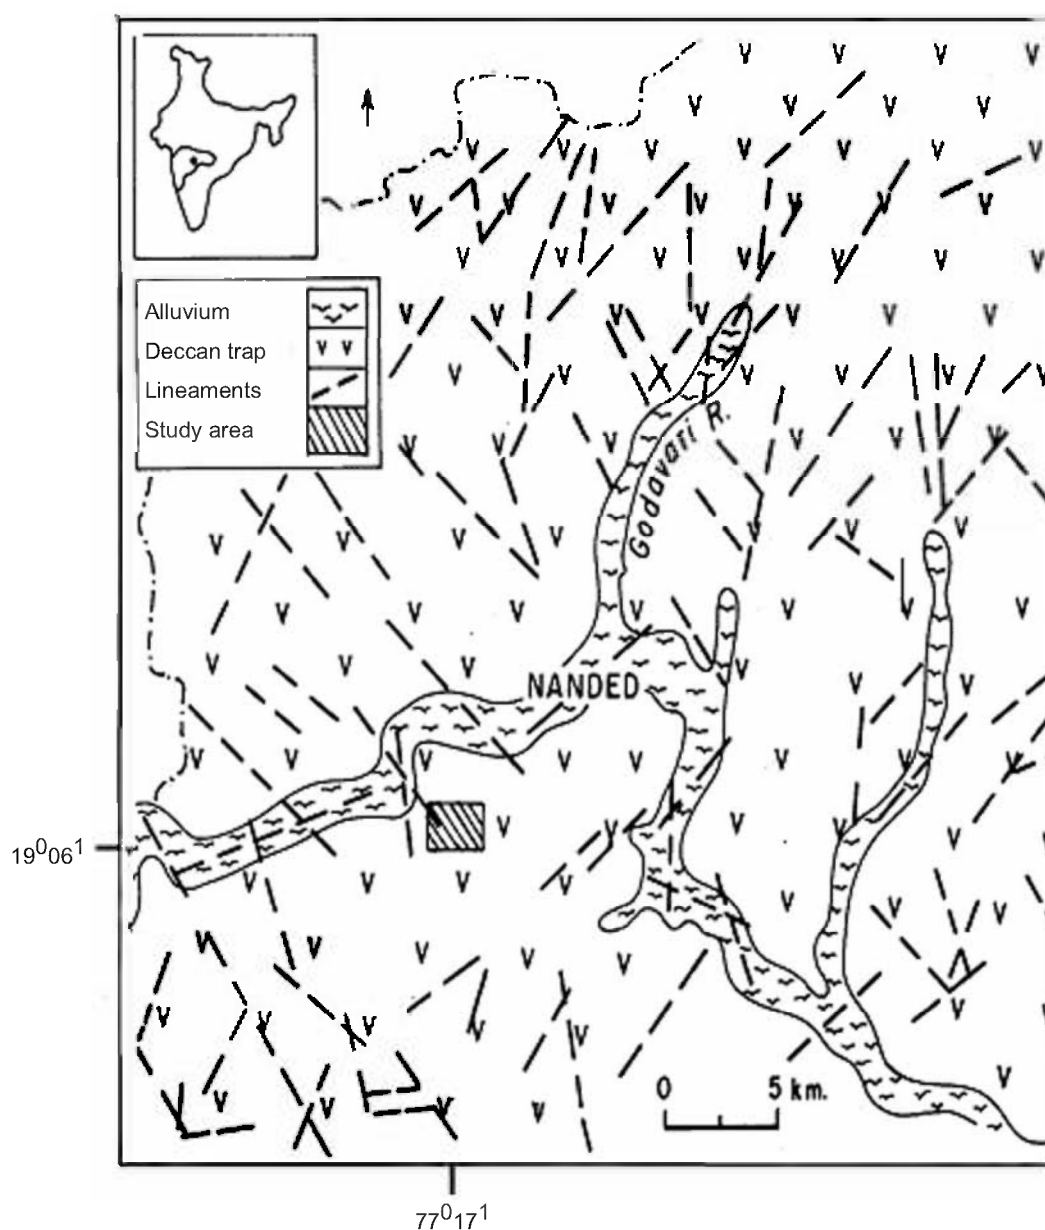 Alluvium
Deccan trap
Lineaments
Study area
Godavari R.
NANDED
19⁰06¹
0 5 km.
77⁰17¹